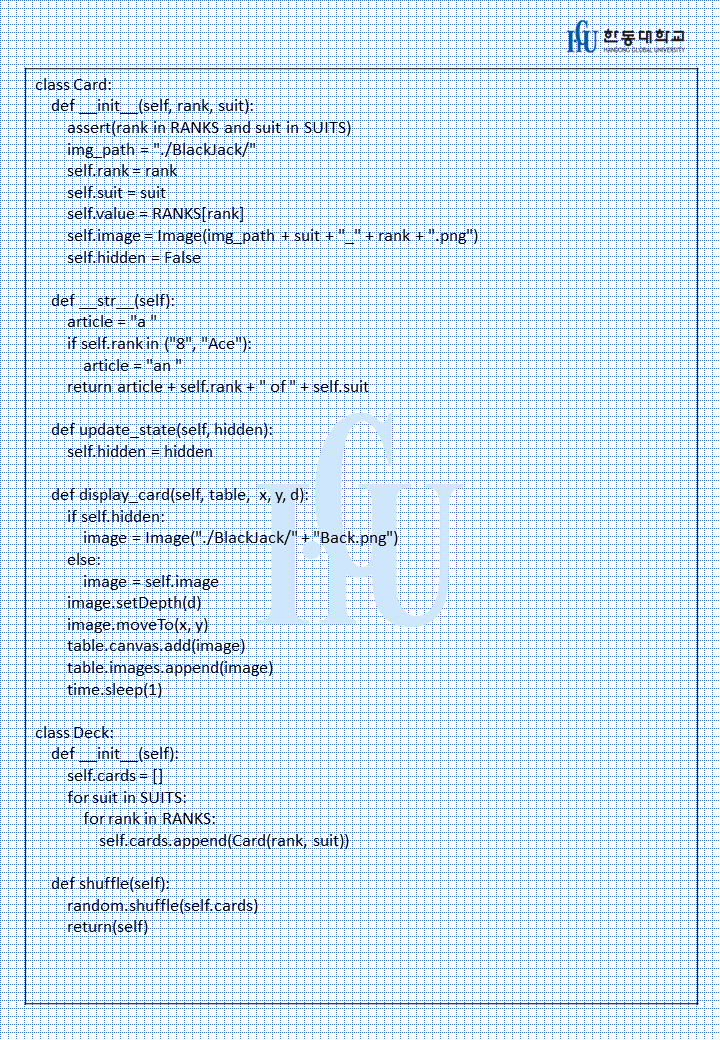 한동대학교
HANDONG GLOBAL UNIVERSITY
class Card:
    def __init__(self, rank, suit):
        assert(rank in RANKS and suit in SUITS)
        img_path = "./BlackJack/"
        self.rank = rank
        self.suit = suit
        self.value = RANKS[rank]
        self.image = Image(img_path + suit + "_" + rank + ".png")
        self.hidden = False

    def __str__(self):
        article = "a "
        if self.rank in ("8", "Ace"):
            article = "an "
        return article + self.rank + " of " + self.suit

    def update_state(self, hidden):
        self.hidden = hidden

    def display_card(self, table,  x, y, d):
        if self.hidden:
            image = Image("./BlackJack/" + "Back.png")
        else:
            image = self.image
        image.setDepth(d)
        image.moveTo(x, y)
        table.canvas.add(image)
        table.images.append(image)
        time.sleep(1)

class Deck:
    def __init__(self):
        self.cards = []
        for suit in SUITS:
            for rank in RANKS:
                self.cards.append(Card(rank, suit))

    def shuffle(self):
        random.shuffle(self.cards)
        return(self)